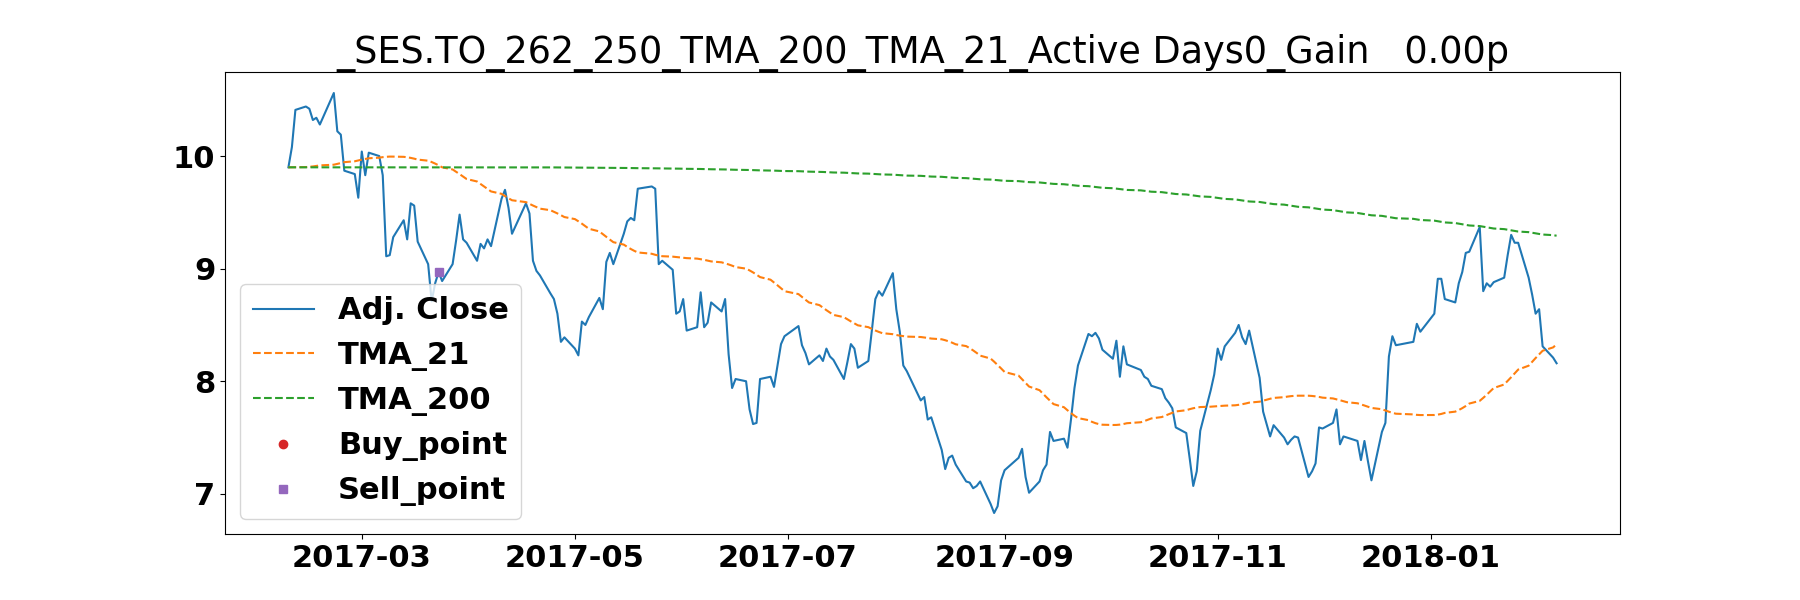 _SES.TO_262_250_TMA_200_TMA_21_Active Days0_Gain   0.00p
10
9
8
7
Adj. Close
TMA_21
TMA_200
Buy_point
Sell_point
2017-03 2017-05 2017-07 2017-09 2017-11 2018-01